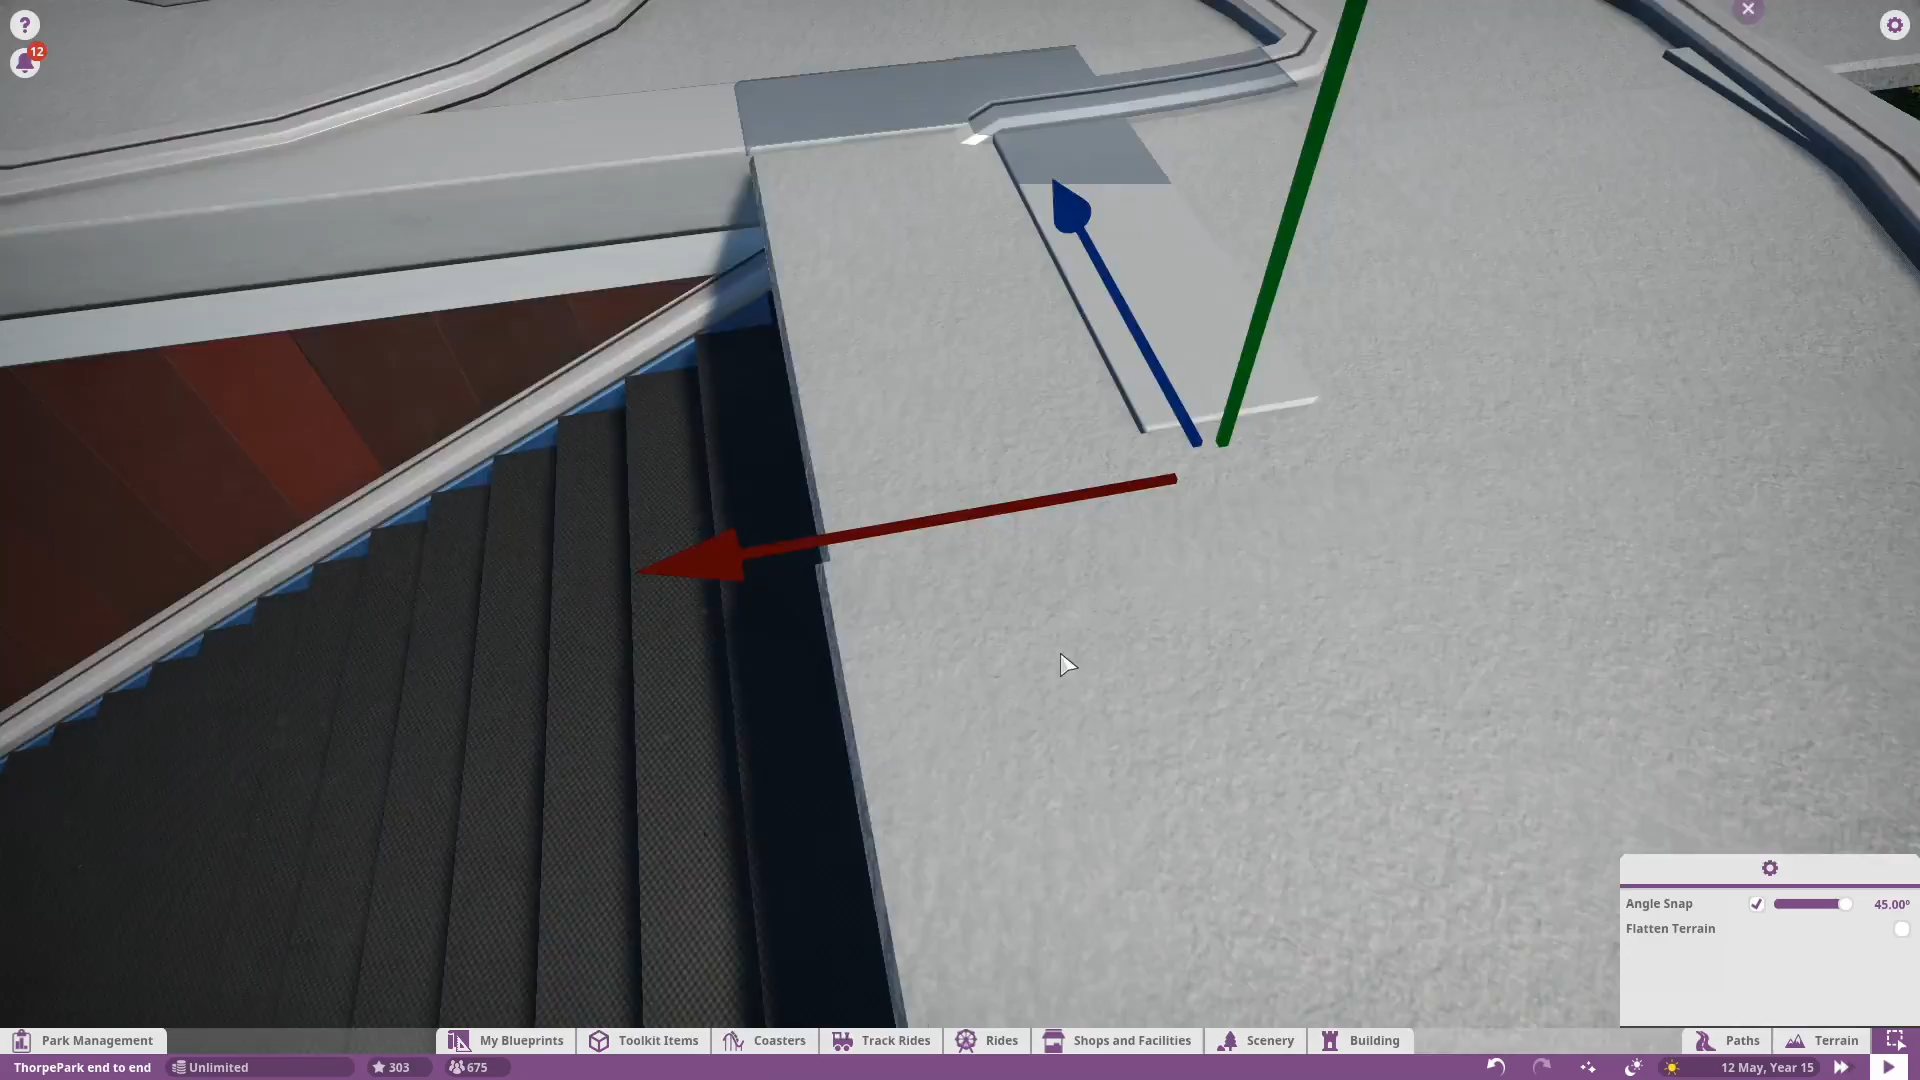 ?
12
Angle Snap 45.00°
Flatten Terrain
Park Management
My Blueprints
Toolkit Items
Coasters
Track Rides
Rides
Shops and Facilities
Scenery
Building
Paths
Terrain
ThorpePark end to end
Unlimited
303
675
12 May, Year 15